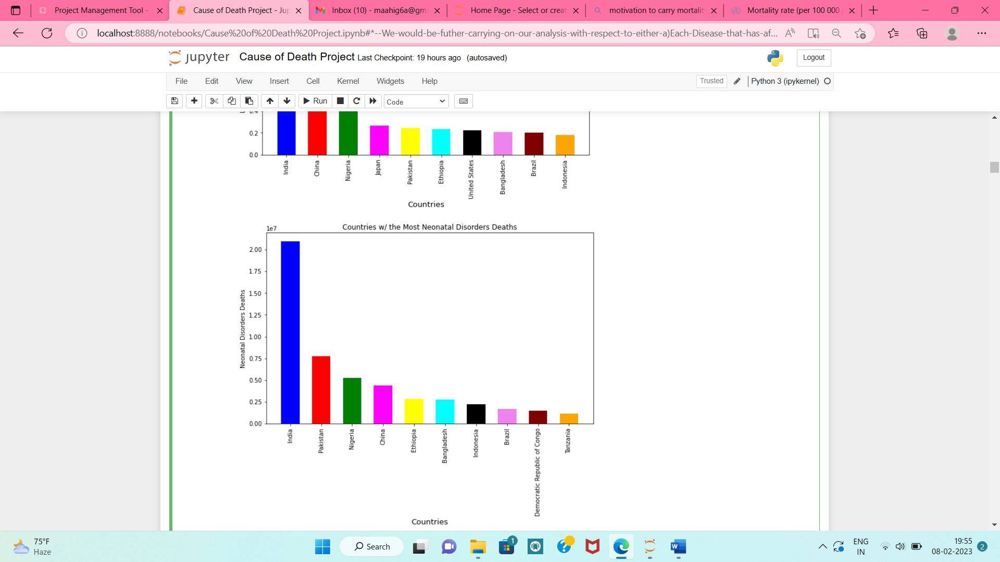 Project Management Tool -
Cause of Death Project - Jup
Inbox (10) - maahig6a@gma
Home Page - Select or creat
motivation to carry mortalit
Mortality rate (per 100 000
localhost:8888/notebooks/Cause%20of%20Death%20Project.ipynb#*--We-would-be-futher-carrying-on-our-analysis-with-respect-to-either-a)Each-Disease-that-has-af...
jupyter Cause of Death Project Last Checkpoint: 19 hours ago (autosaved)
Logout
File Edit View Insert Cell Kernel Widgets Help
Trusted
Python 3 (ipykernel)
Run
Code
0.4
0.2
0.0
India
China
Nigeria
Japan
Pakistan
Ethiopia
United States
Bangladesh
Brazil
Indonesia
Countries
1e7
Countries w/ the Most Neonatal Disorders Deaths
Neonatal Disorders Deaths
2.00
1.75
1.50
1.25
1.00
0.75
0.50
0.25
0.00
India
Pakistan
Nigeria
China
Ethiopia
Bangladesh
Indonesia
Brazil
Democratic Republic of Congo
Tanzania
Countries
75°F
Haze
Search
1
ENG
IN
19:55
08-02-2023
2